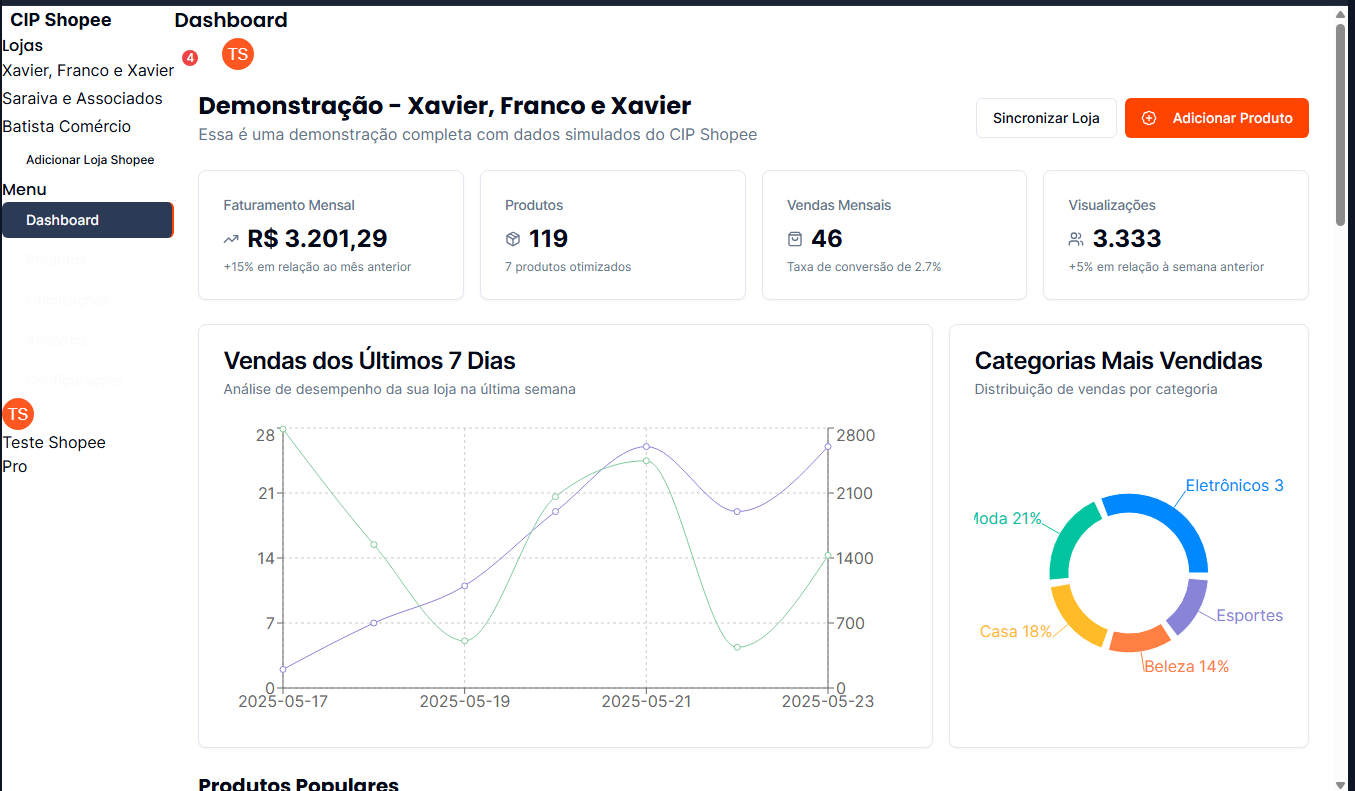 CIP Shopee
Lojas
Xavier, Franco e Xavier
Saraiva e Associados
Batista Comércio
Adicionar Loja Shopee
Menu
Dashboard
Produtos
Otimizações
Analytics
Configurações
TS
Teste Shopee
Pro
Dashboard
4
TS
Demonstração - Xavier, Franco e Xavier
Essa é uma demonstração completa com dados simulados do CIP Shopee
Sincronizar Loja
Adicionar Produto
Faturamento Mensal
R$ 3.201,29
+15% em relação ao mês anterior
Produtos
119
7 produtos otimizados
Vendas Mensais
46
Taxa de conversão de 2.7%
Visualizações
3.333
+5% em relação à semana anterior
Vendas dos Últimos 7 Dias
Análise de desempenho da sua loja na última semana
28
21
14
7
0
2800
2100
1400
700
0
2025-05-17
2025-05-19
2025-05-21
2025-05-23
Categorias Mais Vendidas
Distribuição de vendas por categoria
Eletrônicos 3
Moda 21%
Casa 18%
Beleza 14%
Esportes
Produtos Populares